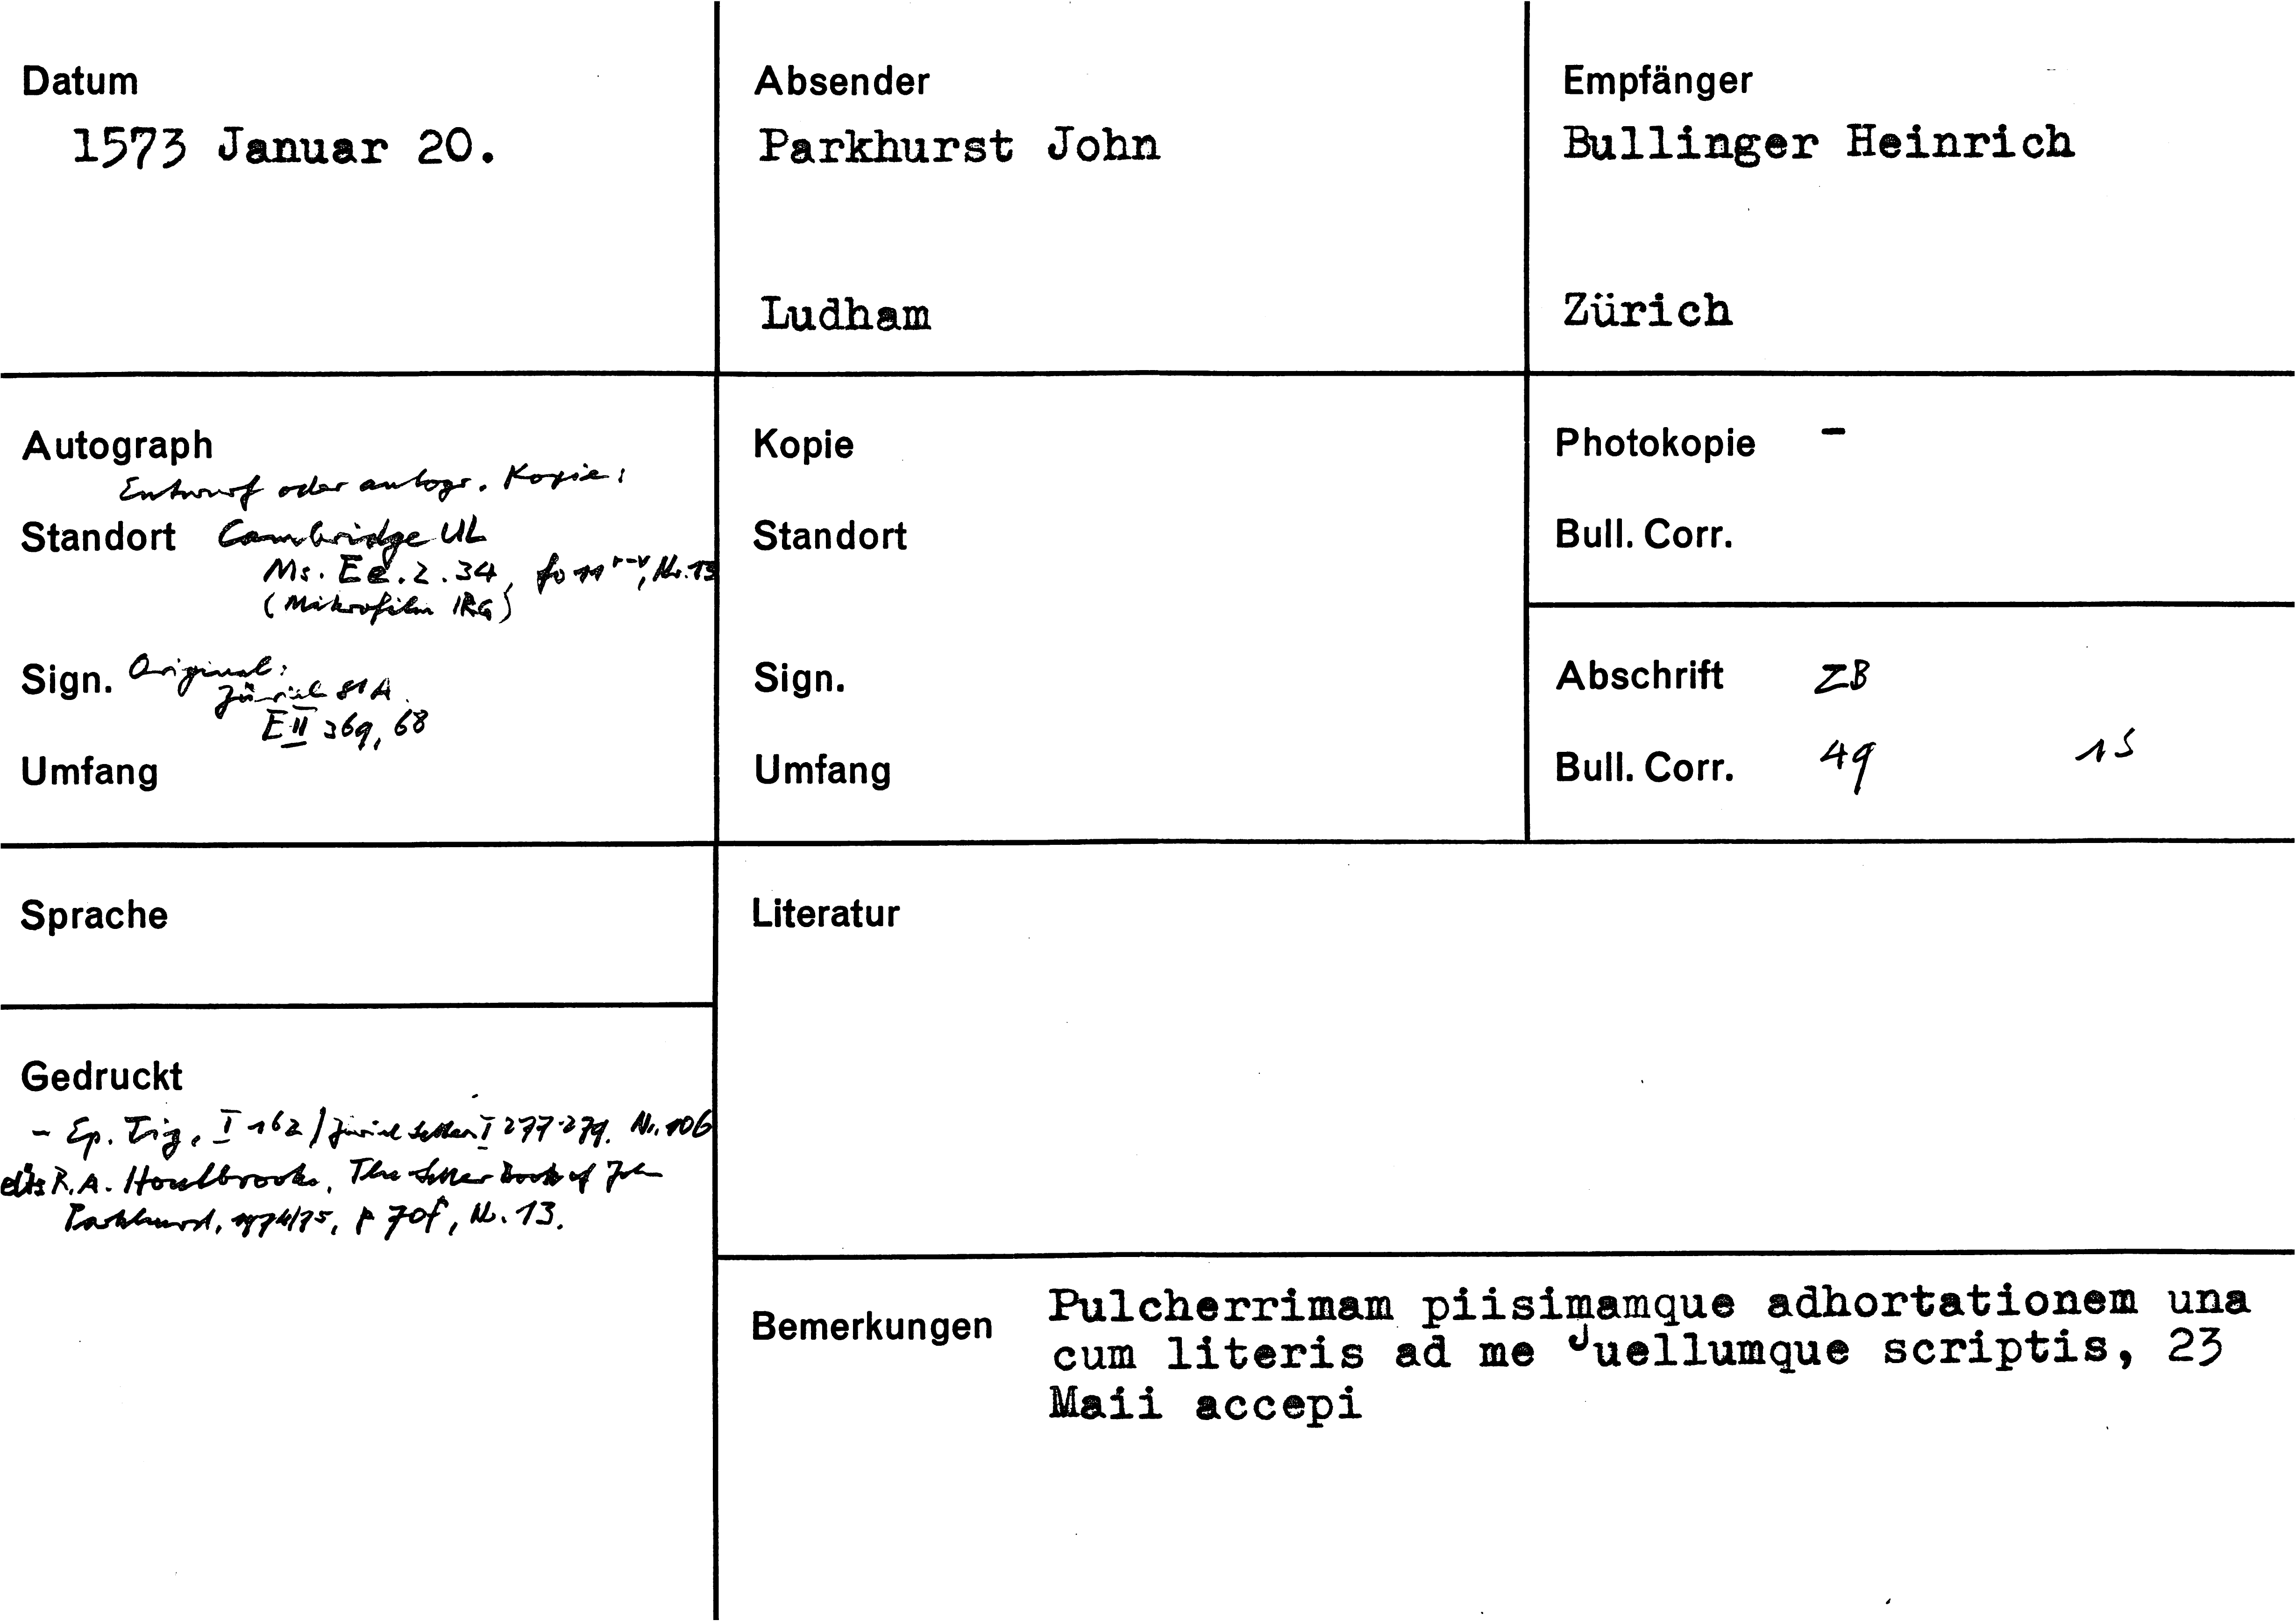 Datum
1573 Januar 20.
Absender
Parkhurst John
Ludham
Empfänger
Bullinger Heinrich
Zürich
Autograph
Entwurf oder autogr. Kopie:
Standort Cambridge UL
Ms. Ee.2.34, fo 11 r-v, Nr. 13
(Mikrofilm IRG)
Sign. Original:
Zürich StA
E II 369, 68
Umfang
Kopie
Standort
Sign.
Umfang
Photokopie -
Bull. Corr.
Abschrift ZB
Bull. Corr. 49 1S
Sprache
Gedruckt
- Ep. Tig. I 162 / Zürich Letters I 277-279. Nr. 106
R.A. Houlbrooke, The Letter Book of John
Parkhurst, 1974/75, p 70f, Nr. 13.
Literatur
Bemerkungen Pulcherrimam piisimamque adhortationem una
cum literis ad me Juellumque scriptis, 23
Maii accepi